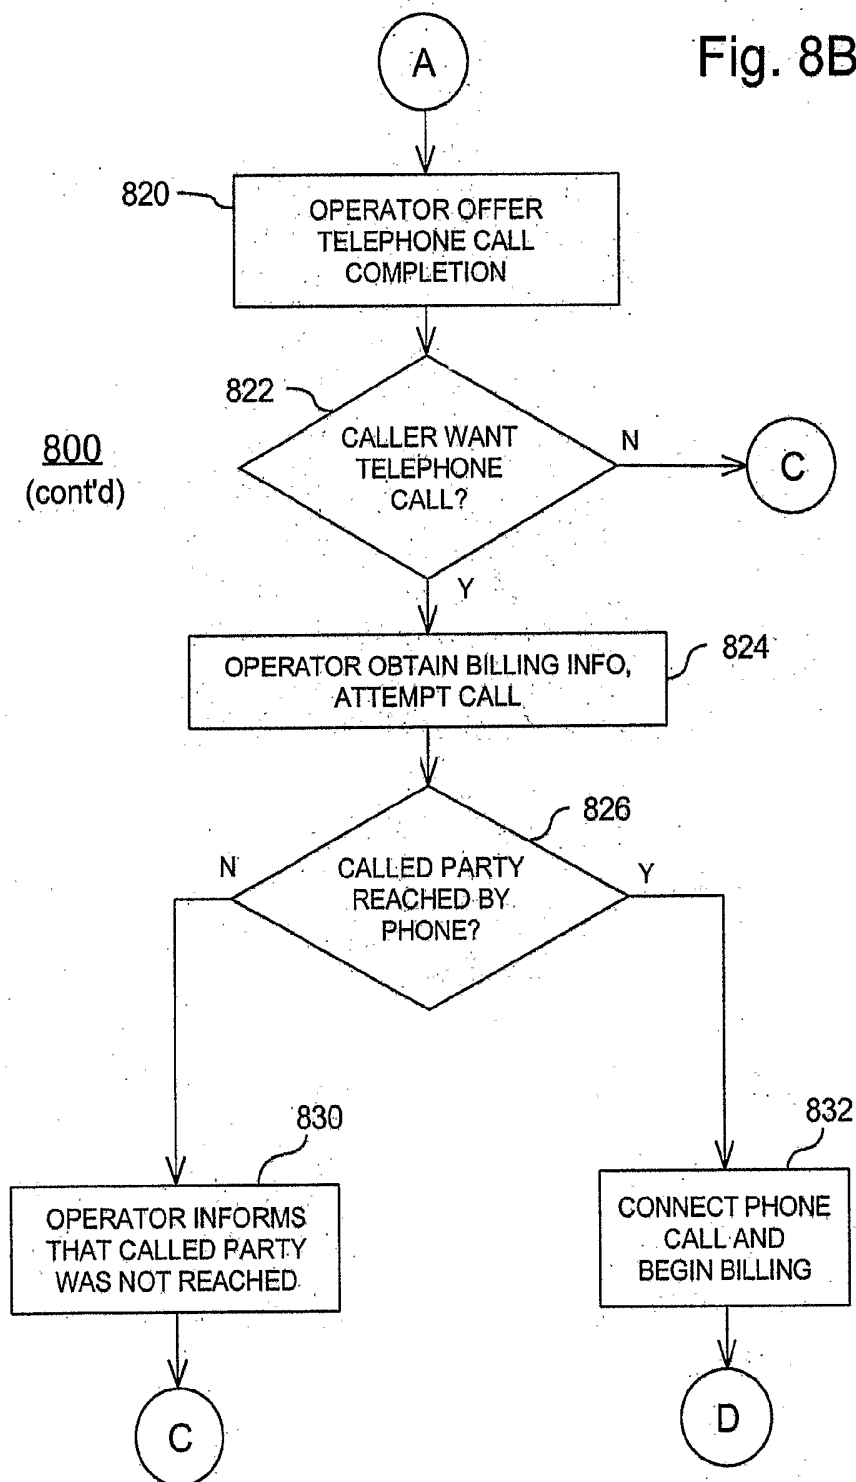 Fig. 8B
A
820
OPERATOR OFFER
TELEPHONE CALL
COMPLETION
822
CALLER WANT
TELEPHONE
CALL?
N
C
800
(cont'd)
Y
OPERATOR OBTAIN BILLING INFO,
ATTEMPT CALL
824
826
CALLED PARTY
REACHED BY
PHONE?
N
Y
830
OPERATOR INFORMS
THAT CALLED PARTY
WAS NOT REACHED
832
CONNECT PHONE
CALL AND
BEGIN BILLING
C
D